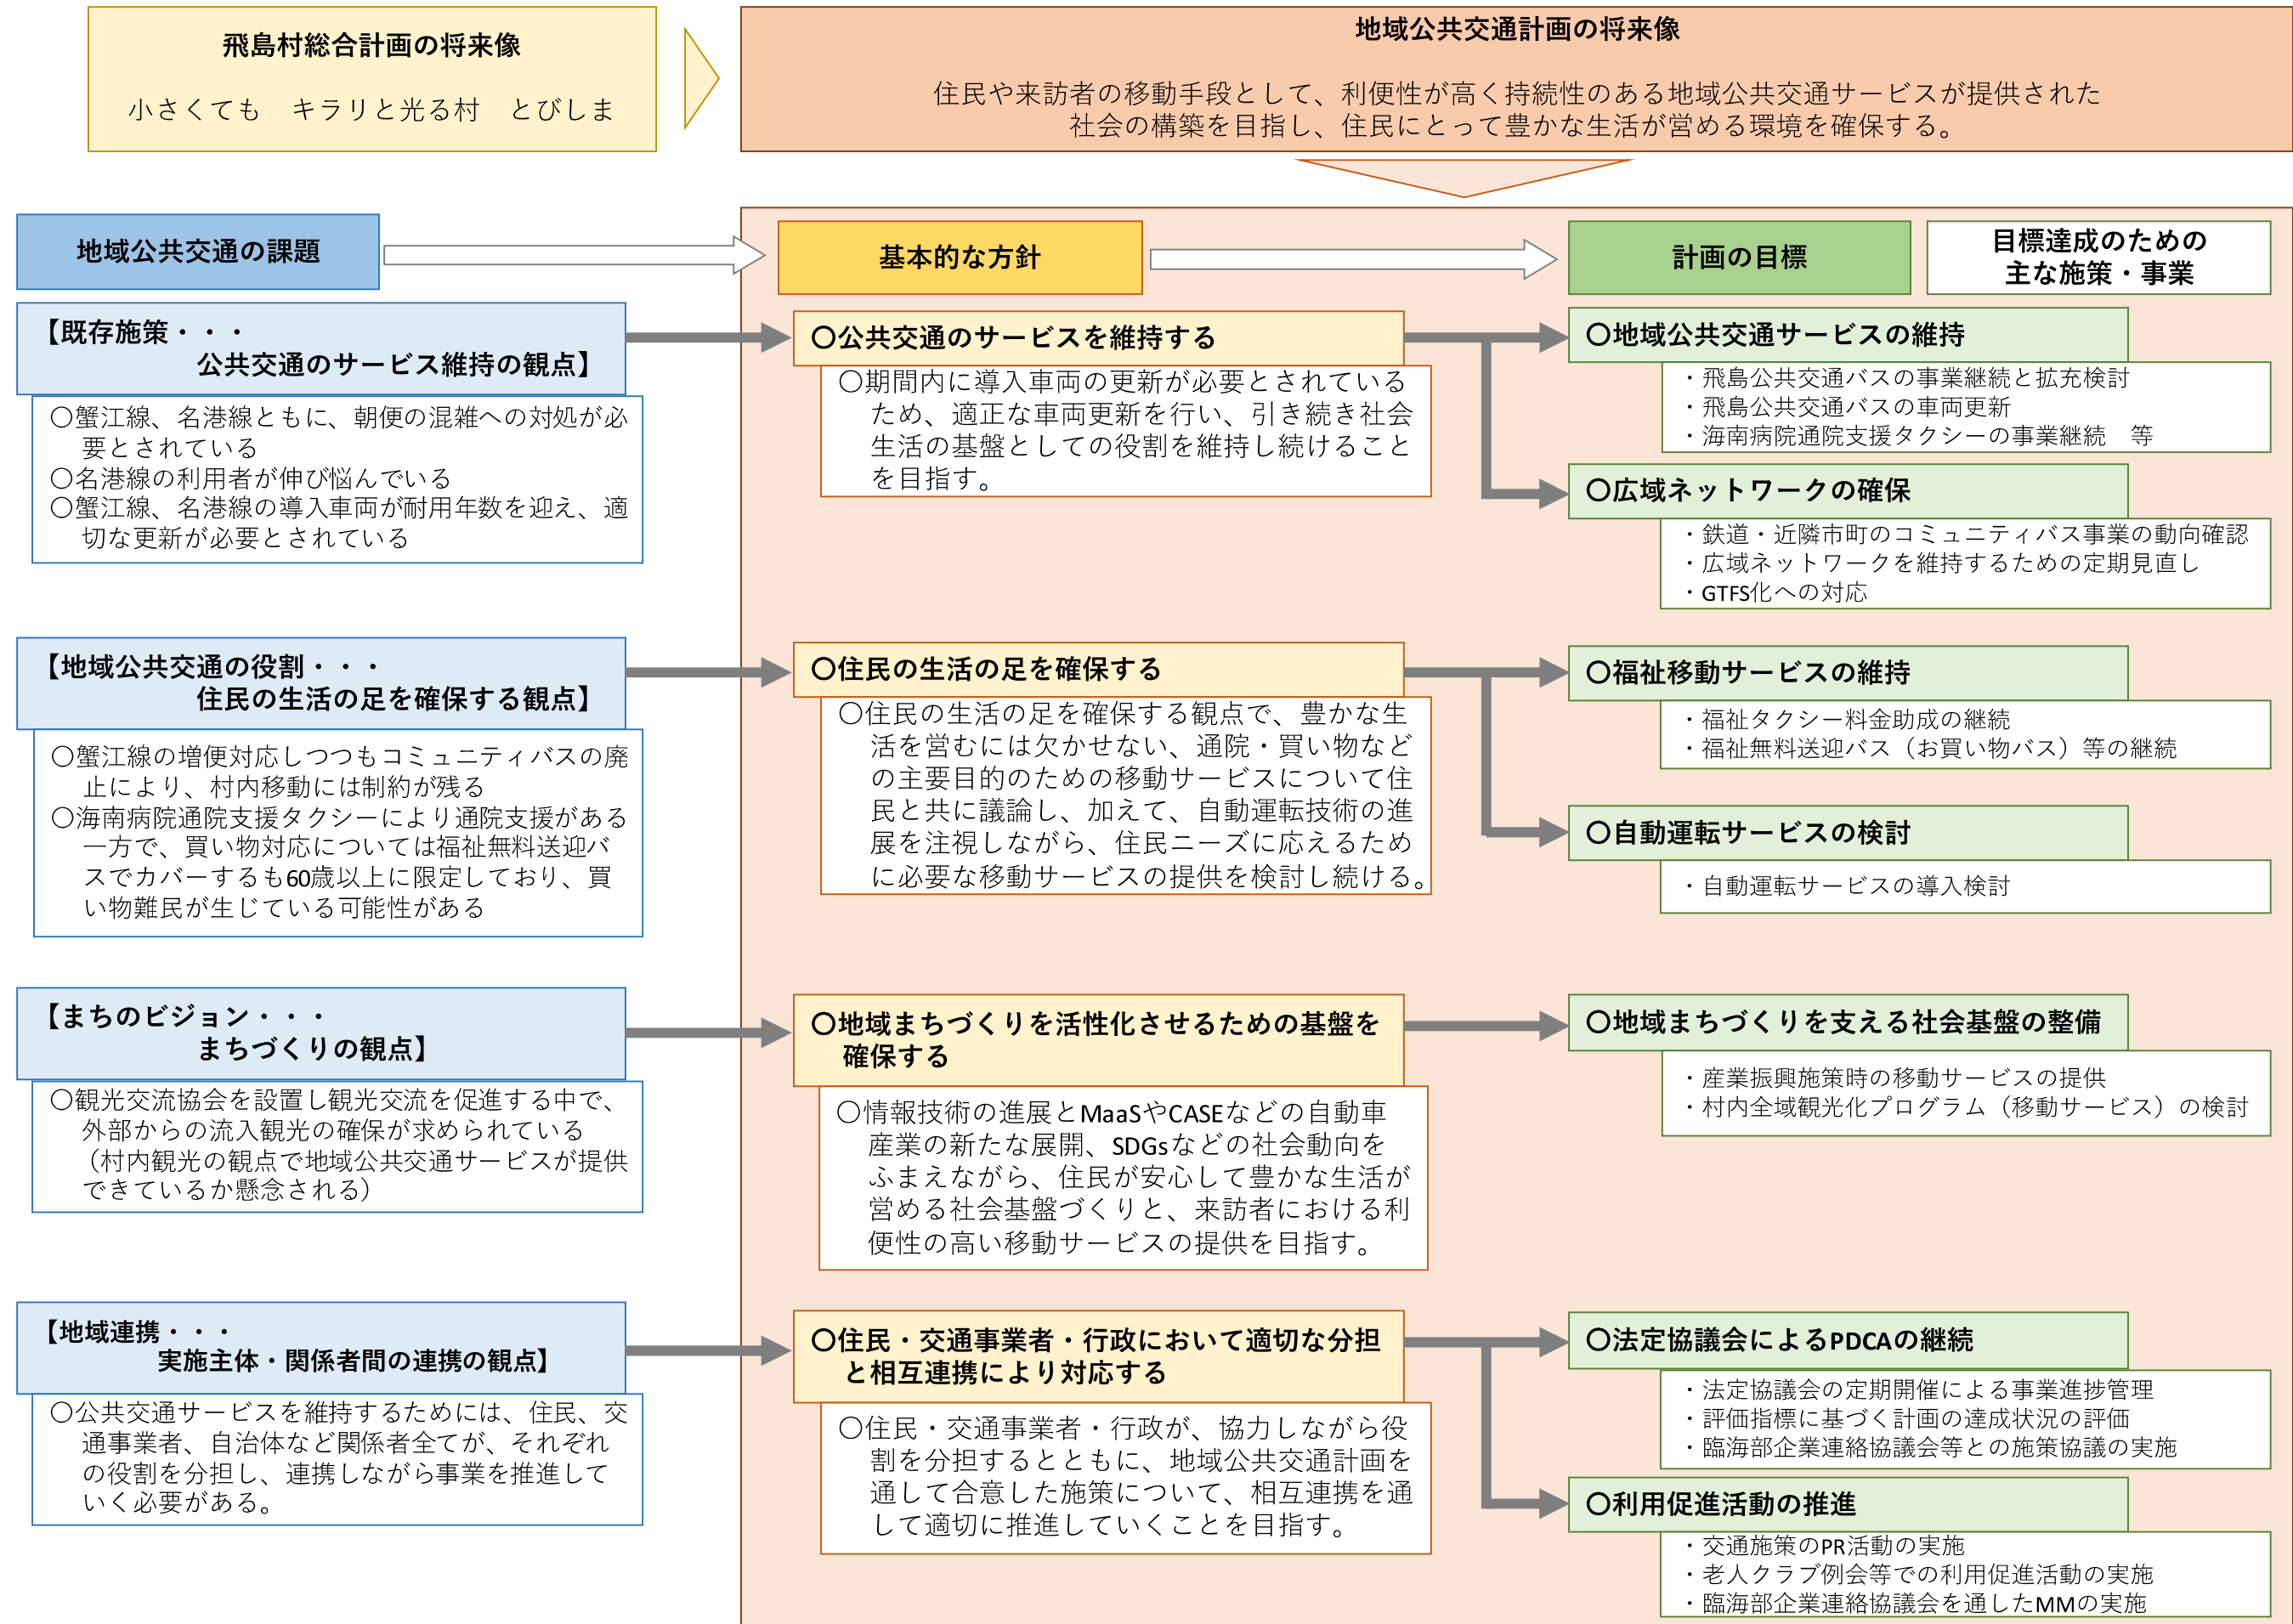 飛島村総合計画の将来像
小さくても　キラリと光る村　とびしま
地域公共交通計画の将来像
住民や来訪者の移動手段として、利便性が高く持続性のある地域公共交通サービスが提供された
社会の構築を目指し、住民にとって豊かな生活が営める環境を確保する。
地域公共交通の課題
基本的な方針
計画の目標
目標達成のための
主な施策・事業
【既存施策・・・
公共交通のサービス維持の観点】
〇蟹江線、名港線ともに、朝便の混雑への対処が必
要とされている
〇名港線の利用者が伸び悩んでいる
〇蟹江線、名港線の導入車両が耐用年数を迎え、適
切な更新が必要とされている
〇公共交通のサービスを維持する
〇期間内に導入車両の更新が必要とされている
ため、適正な車両更新を行い、引き続き社会
生活の基盤としての役割を維持し続けること
を目指す。
〇地域公共交通サービスの維持
・飛島公共交通バスの事業継続と拡充検討
・飛島公共交通バスの車両更新
・海南病院通院支援タクシーの事業継続　等
〇広域ネットワークの確保
・鉄道・近隣市町のコミュニティバス事業の動向確認
・広域ネットワークを維持するための定期見直し
・GTFS化への対応
【地域公共交通の役割・・・
住民の生活の足を確保する観点】
〇蟹江線の増便対応しつつもコミュニティバスの廃
止により、村内移動には制約が残る
〇海南病院通院支援タクシーにより通院支援がある
一方で、買い物対応については福祉無料送迎バ
スでカバーするも60歳以上に限定しており、買
い物難民が生じている可能性がある
〇住民の生活の足を確保する
〇住民の生活の足を確保する観点で、豊かな生
活を営むには欠かせない、通院・買い物など
の主要目的のための移動サービスについて住
民と共に議論し、加えて、自動運転技術の進
展を注視しながら、住民ニーズに応えるため
に必要な移動サービスの提供を検討し続ける。
〇福祉移動サービスの維持
・福祉タクシー料金助成の継続
・福祉無料送迎バス（お買い物バス）等の継続
〇自動運転サービスの検討
・自動運転サービスの導入検討
【まちのビジョン・・・
まちづくりの観点】
〇観光交流協会を設置し観光交流を促進する中で、
外部からの流入観光の確保が求められている
（村内観光の観点で地域公共交通サービスが提供
できているか懸念される）
〇地域まちづくりを活性化させるための基盤を
確保する
〇情報技術の進展とMaaSやCASEなどの自動車
産業の新たな展開、SDGsなどの社会動向を
ふまえながら、住民が安心して豊かな生活が
営める社会基盤づくりと、来訪者における利
便性の高い移動サービスの提供を目指す。
〇地域まちづくりを支える社会基盤の整備
・産業振興施策時の移動サービスの提供
・村内全域観光化プログラム（移動サービス）の検討
【地域連携・・・
実施主体・関係者間の連携の観点】
〇公共交通サービスを維持するためには、住民、交
通事業者、自治体など関係者全てが、それぞれ
の役割を分担し、連携しながら事業を推進して
いく必要がある。
〇住民・交通事業者・行政において適切な分担
と相互連携により対応する
〇住民・交通事業者・行政が、協力しながら役
割を分担するとともに、地域公共交通計画を
通して合意した施策について、相互連携を通
して適切に推進していくことを目指す。
〇法定協議会によるPDCAの継続
・法定協議会の定期開催による事業進捗管理
・評価指標に基づく計画の達成状況の評価
・臨海部企業連絡協議会等との施策協議の実施
〇利用促進活動の推進
・交通施策のPR活動の実施
・老人クラブ例会等での利用促進活動の実施
・臨海部企業連絡協議会を通したMMの実施